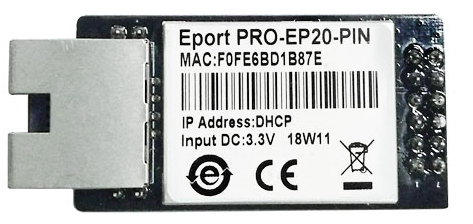 Eport PRO-EP20-PIN
MAC:F0FE6BD1B87E
IP Address:DHCP
Input DC:3.3V 18W11
e
CE